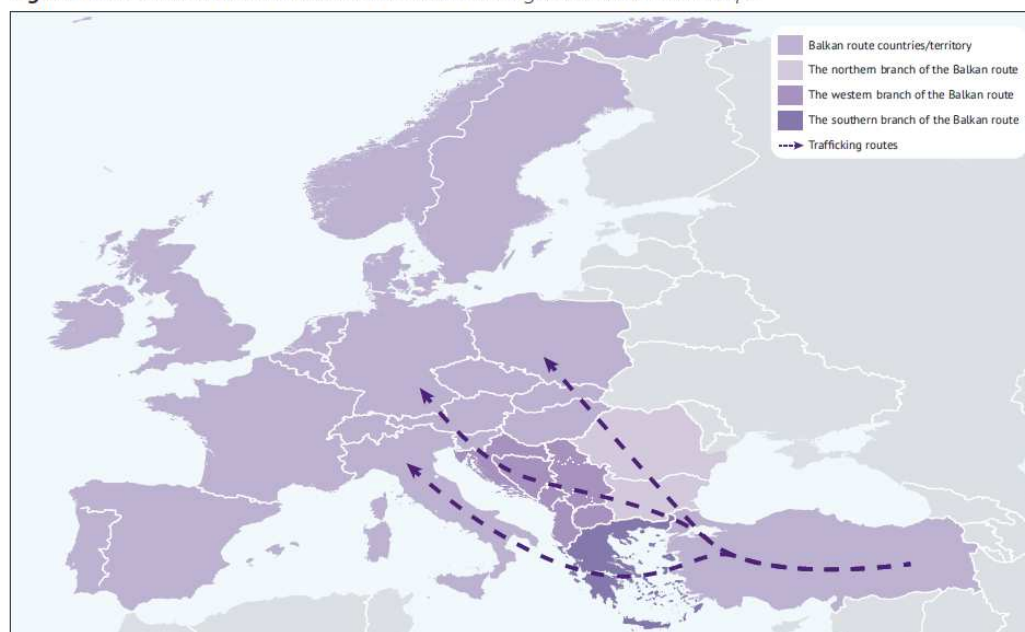 Balkan route countries/territory
The northern branch of the Balkan route
The western branch of the Balkan route
The southern branch of the Balkan route
Trafficking routes